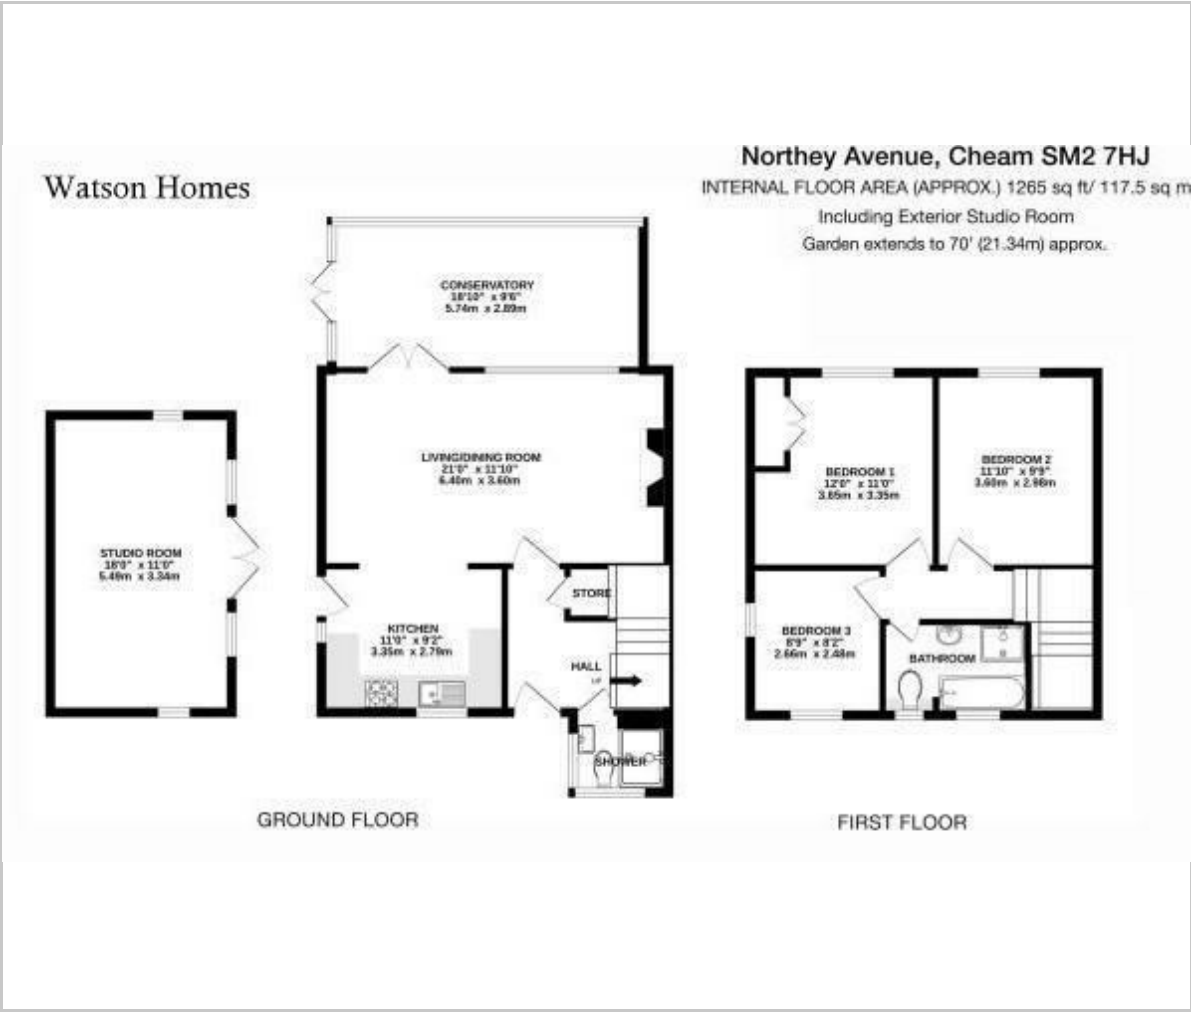 Watson Homes
Northey Avenue, Cheam SM2 7HJ
INTERNAL FLOOR AREA (APPROX.) 1265 sq ft/ 117.5 sq m
Including Exterior Studio Room
Garden extends to 70' (21.34m) approx.
CONSERVATORY
18'10" x 9'6"
5.74m x 2.89m
LIVING/DINING ROOM
21'0" x 11'10"
6.40m x 3.60m
STUDIO ROOM
18'0" x 11'0"
5.49m x 3.34m
KITCHEN
11'0" x 9'2"
3.35m x 2.79m
STORE
HALL
UP
SHOWER
GROUND FLOOR
BEDROOM 1
12'0" x 11'0"
3.65m x 3.35m
BEDROOM 2
11'10" x 9'9"
3.60m x 2.98m
BEDROOM 3
8'9" x 8'2"
2.66m x 2.48m
BATHROOM
FIRST FLOOR